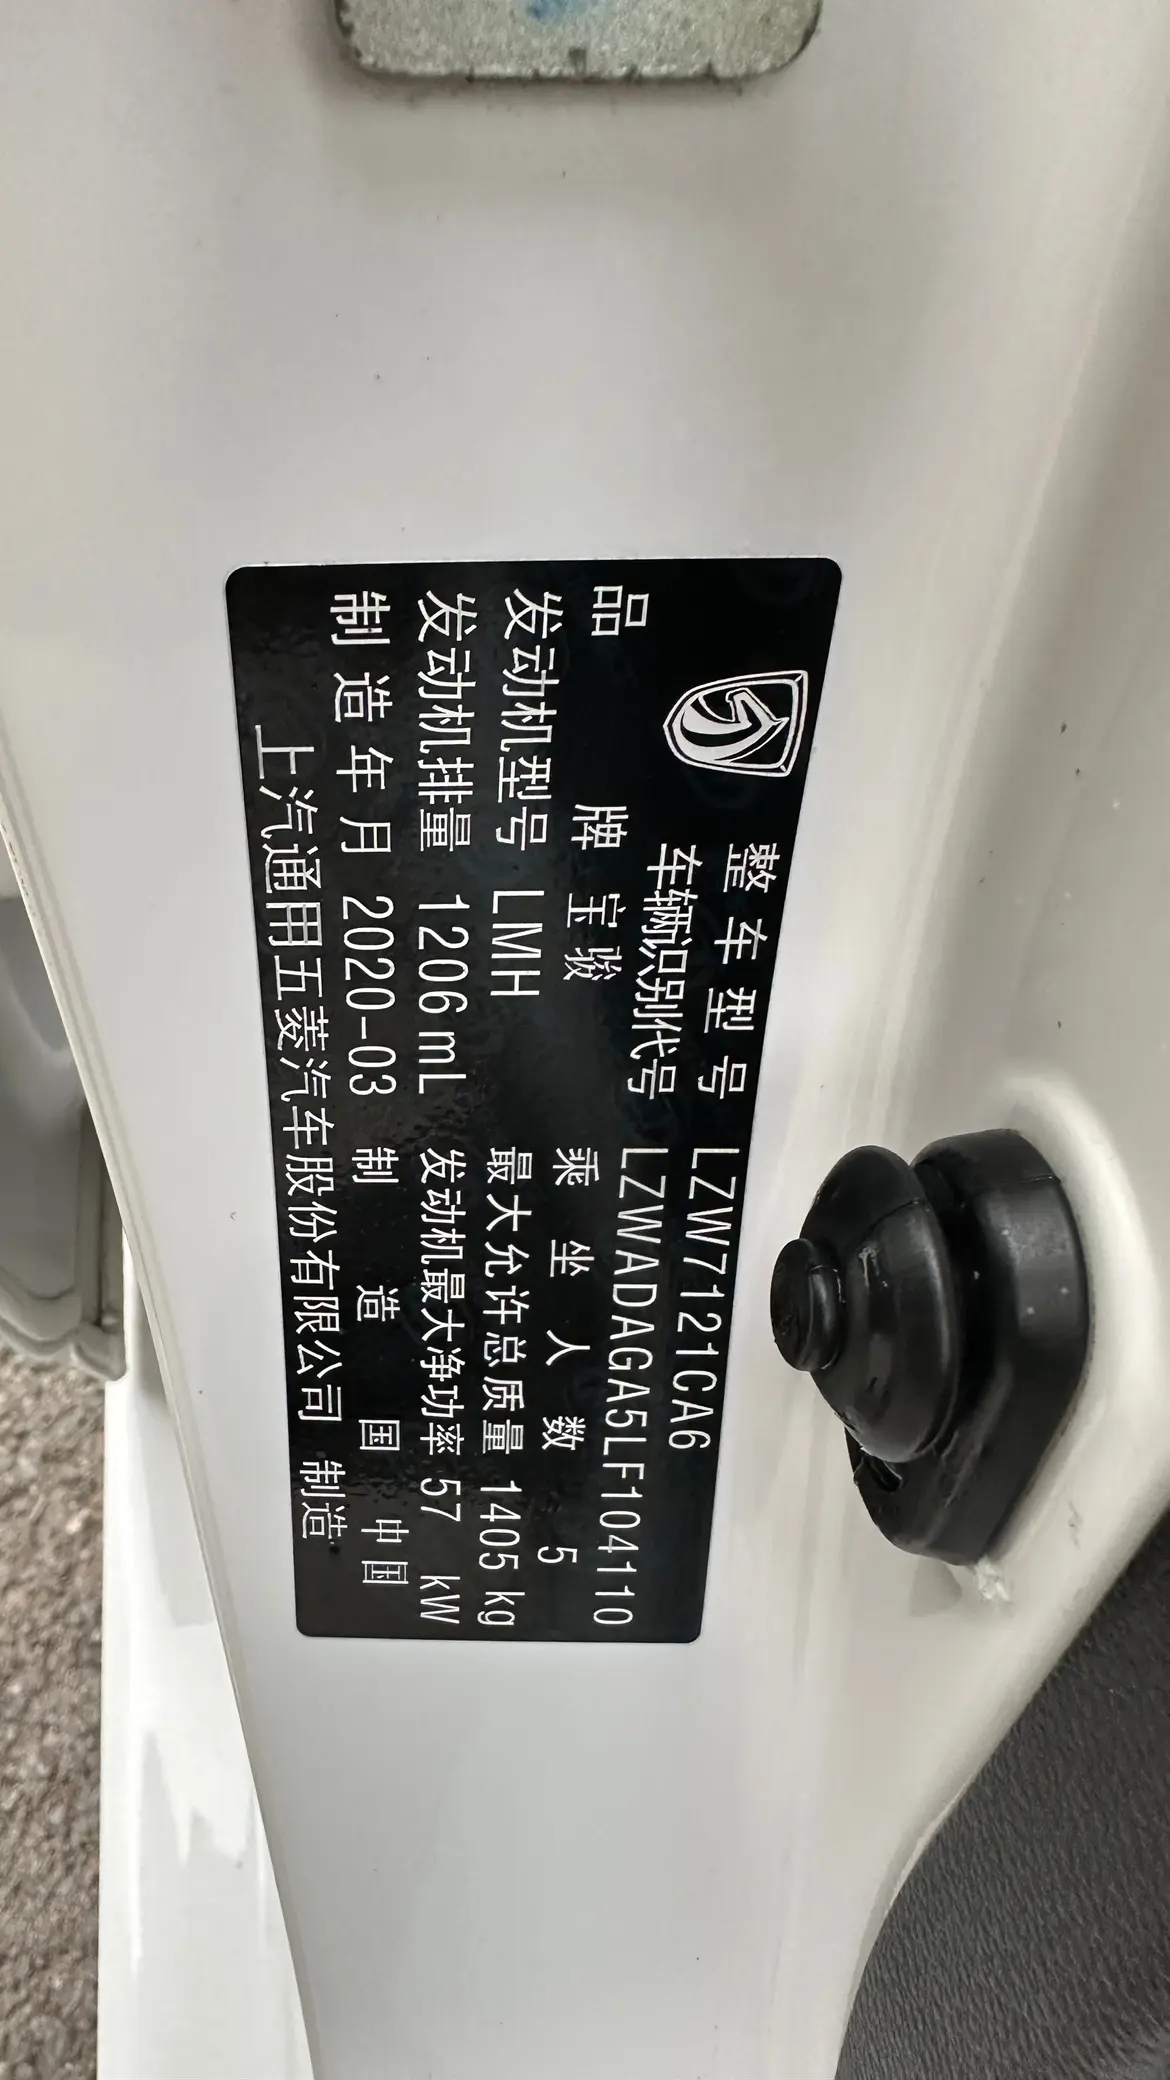 整车型号 LZW7121CA6
车辆识别代号 LZWADAGA5LF104110
品牌 宝骏 乘坐人数 5
发动机型号 LMH 最大允许总质量 1405 kg
发动机排量 1206 mL 发动机最大净功率 57 kW
制造年月 2020-03 制造国 中国
上汽通用五菱汽车股份有限公司 制造